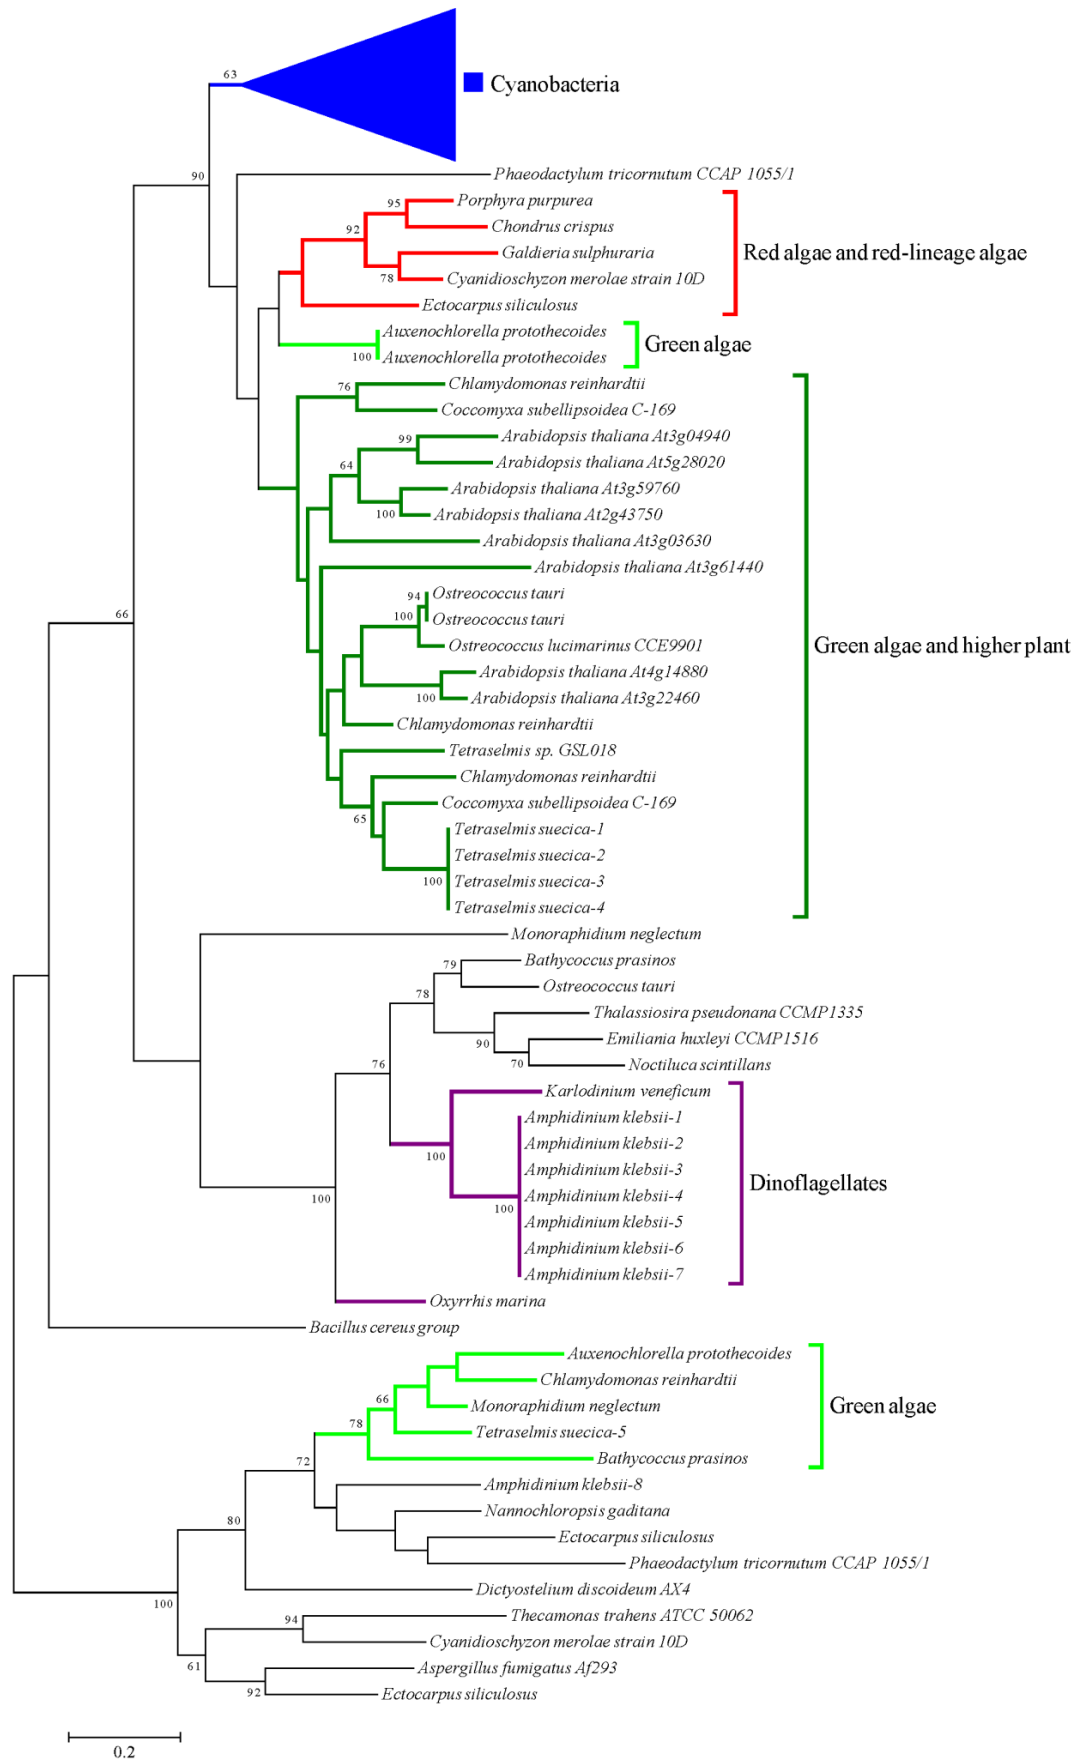 63
Cyanobacteria
90
Phaeodactylum tricornutum CCAP 1055/1
95
Porphyra purpurea
92
Chondrus crispus
Galdieria sulphuraria
Red algae and red-lineage algae
78
Cyanidioschyzon merolae strain 10D
Ectocarpus siliculosus
Auxenochlorella protothecoides
Green algae
100
Auxenochlorella protothecoides
76
Chlamydomonas reinhardtii
Coccomyxa subellipsoidea C-169
99
Arabidopsis thaliana At3g04940
64
Arabidopsis thaliana At5g28020
Arabidopsis thaliana At3g59760
100
Arabidopsis thaliana At2g43750
Arabidopsis thaliana At3g03630
Arabidopsis thaliana At3g61440
94
Ostreococcus tauri
66
100
Ostreococcus tauri
Ostreococcus lucimarinus CCE9901
Green algae and higher plant
Arabidopsis thaliana At4g14880
100
Arabidopsis thaliana At3g22460
Chlamydomonas reinhardtii
Tetraselmis sp. GSL018
Chlamydomonas reinhardtii
Coccomyxa subellipsoidea C-169
65
Tetraselmis suecica-1
Tetraselmis suecica-2
100
Tetraselmis suecica-3
Tetraselmis suecica-4
Monoraphidium neglectum
79
Bathycoccus prasinos
78
Ostreococcus tauri
Thalassiosira pseudonana CCMP1335
90
Emiliania huxleyi CCMP1516
76
70
Noctiluca scintillans
Karlodinium veneficum
Amphidinium klebsii-1
100
Amphidinium klebsii-2
Amphidinium klebsii-3
Dinoflagellates
100
Amphidinium klebsii-4
100
Amphidinium klebsii-5
Amphidinium klebsii-6
Amphidinium klebsii-7
Oxyrrhis marina
Bacillus cereus group
Auxenochlorella protothecoides
Chlamydomonas reinhardtii
66
Monoraphidium neglectum
Green algae
78
Tetraselmis suecica-5
72
Bathycoccus prasinos
Amphidinium klebsii-8
80
Nannochloropsis gaditana
Ectocarpus siliculosus
Phaeodactylum tricornutum CCAP 1055/1
Dictyostelium discoideum AX4
100
94
Thecamonas trahens ATCC 50062
Cyanidioschyzon merolae strain 10D
61
Aspergillus fumigatus Af293
92
Ectocarpus siliculosus
0.2